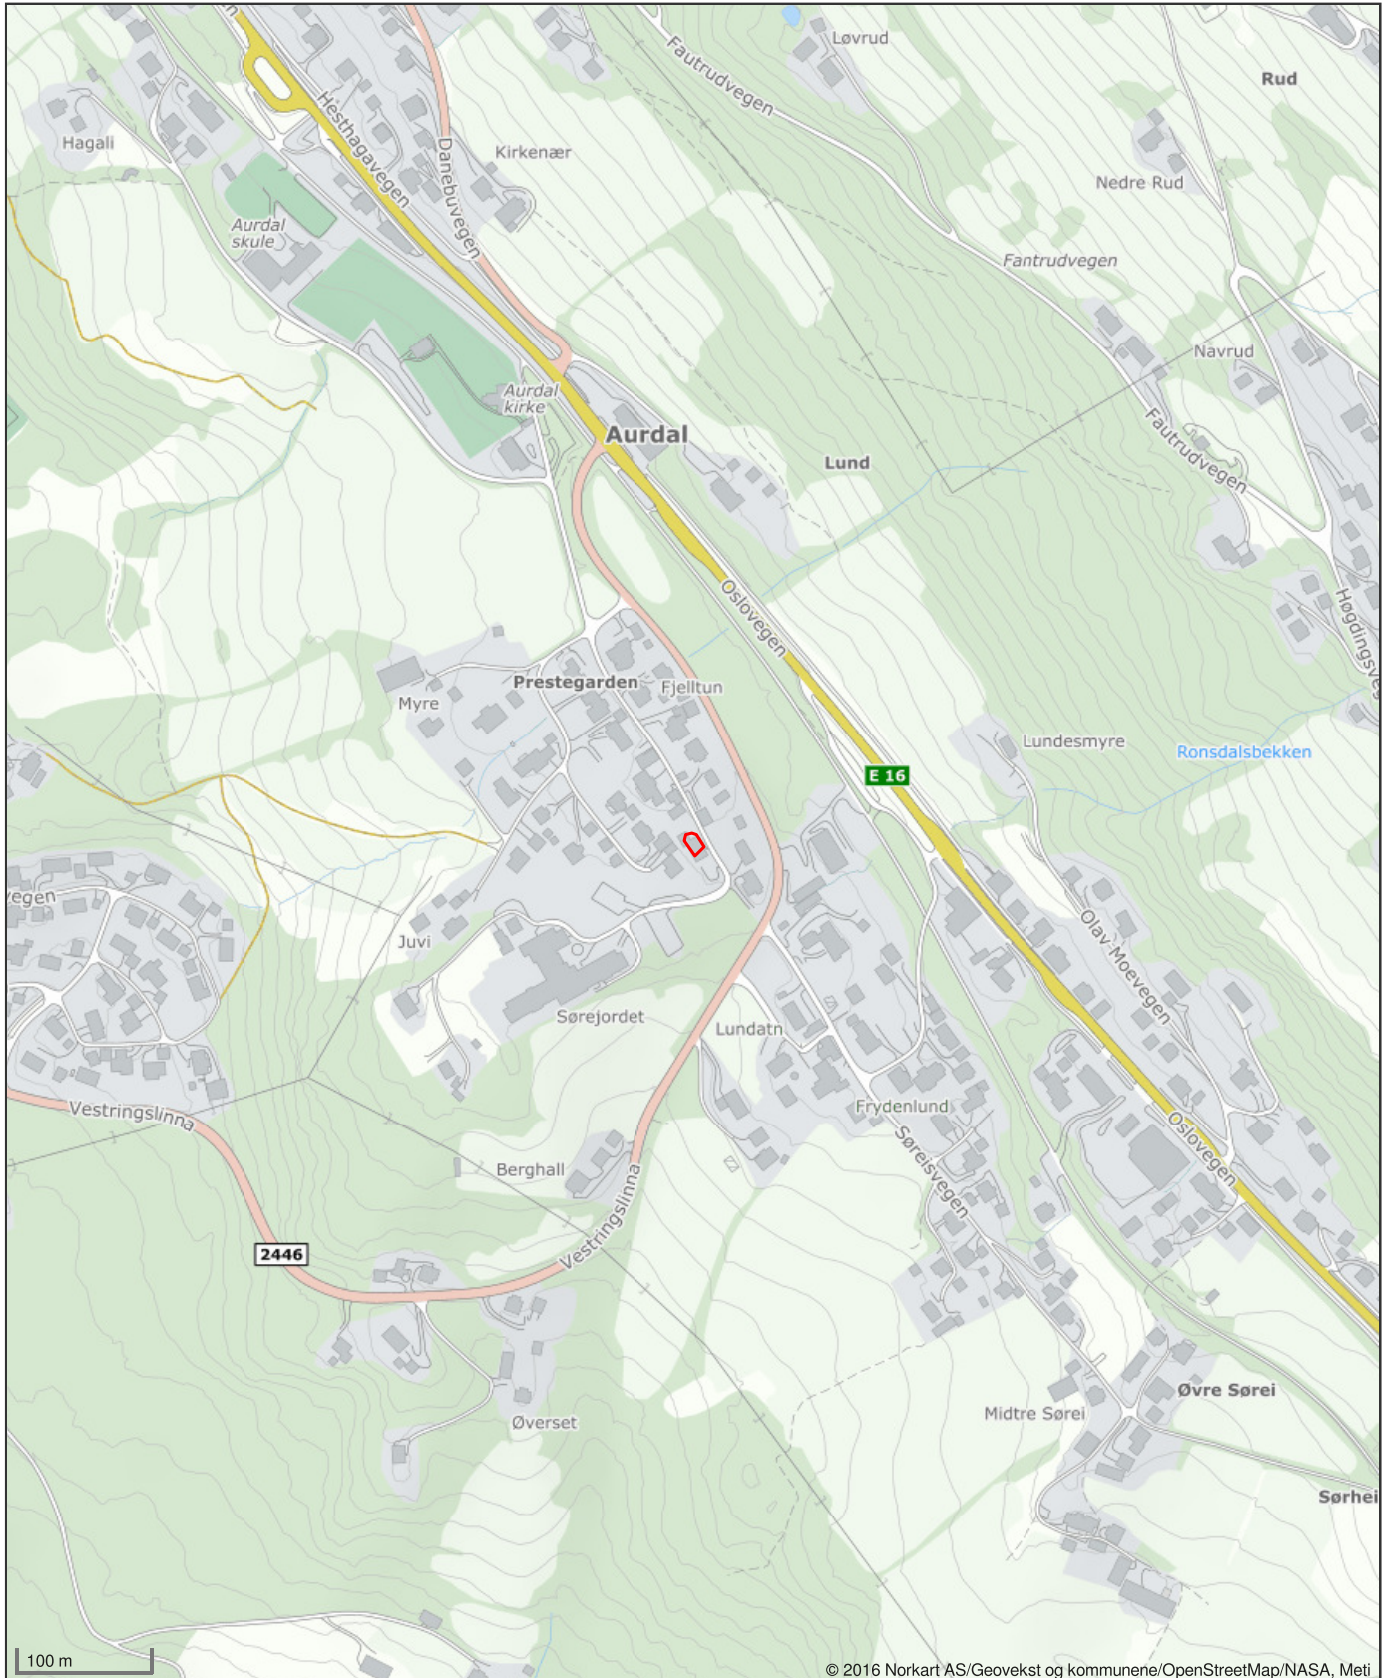 Løvrud
Fautrudvegen
Rud
Hesthagavegen
Hagali
Danebuvegen
Kirkenær
Nedre Rud
Aurdal
skule
Fantrudvegen
Navrud
Aurdal
kirke
Aurdal
Lund
Fautrudvegen
Oslovegen
Prestegarden
Fjelltun
Myre
Lundesmyre
Ronsdalsbekken
E 16
vegen
Juvi
Olav Moevegen
Sørejordet
Lundatn
Vestringslinna
Frydenlund
Oslovegen
Søreisvegen
Berghall
Vestringslinna
2446
Øvre Sørei
Midtre Sørei
Øverset
Sørhei
100 m
© 2016 Norkart AS/Geovekst og kommunene/OpenStreetMap/NASA, Meti